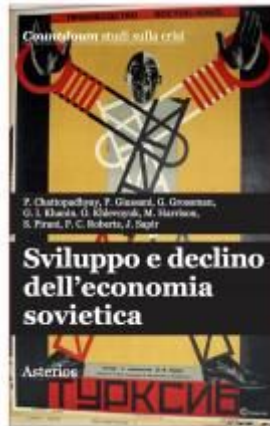 Countdown studi sulla crisi
P. Chattopadhyay, P. Giussani, G. Grossman,
G. I. Khanin, O. Khlevnyuk, M. Harrison,
S. Pirani, P. C. Roberts, J. Sapir
Sviluppo e declino
dell'economia
sovietica
Asterios
ТУРКСИБ